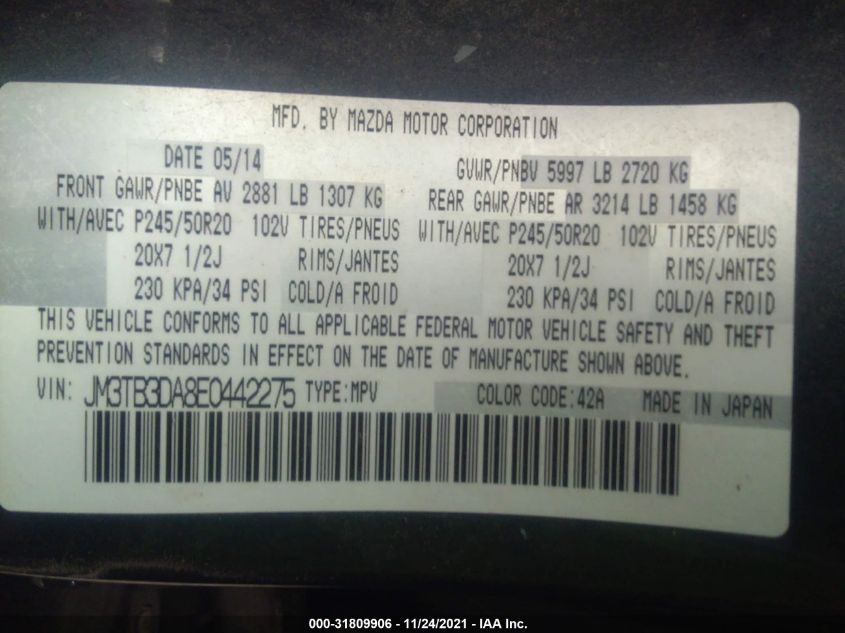 MFD. BY MAZDA MOTOR CORPORATION
DATE 05/14 GVWR/PNBV 5997 LB 2720 KG
FRONT GAWR/PNBE AV 2881 LB 1307 KG REAR GAWR/PNBE AR 3214 LB 1458 KG
WITH/AVEC P245/50R20 102V TIRES/PNEUS WITH/AVEC P245/50R20 102V TIRES/PNEUS
20X7 1/2J RIMS/JANTES 20X7 1/2J RIMS/JANTES
230 KPA/34 PSI COLD/A FROID 230 KPA/34 PSI COLD/A FROID
THIS VEHICLE CONFORMS TO ALL APPLICABLE FEDERAL MOTOR VEHICLE SAFETY AND THEFT
PREVENTION STANDARDS IN EFFECT ON THE DATE OF MANUFACTURE SHOWN ABOVE.
VIN: JM3TB3DA8E0442275 TYPE:MPV COLOR CODE:42A MADE IN JAPAN
000-31809906 - 11/24/2021 - IAA Inc.